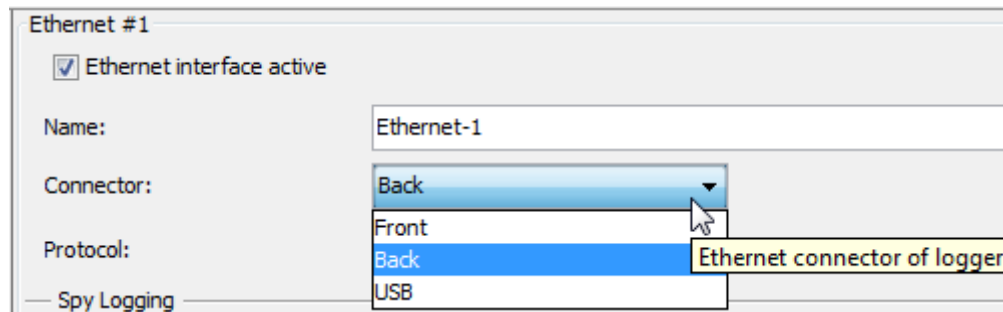 Ethernet #1
Ethernet interface active
Name: Ethernet-1
Connector: Back
Front
Protocol: Back
Ethernet connector of logger
USB
Spy Logging